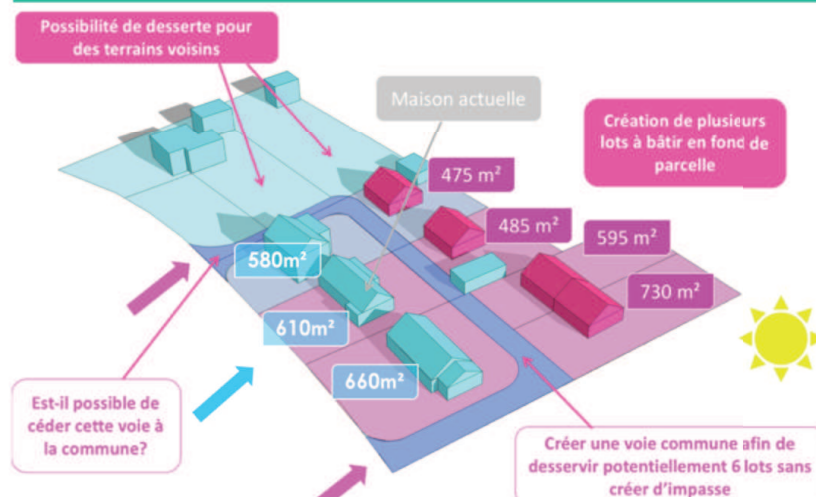 Possibilité de desserte pour
des terrains voisins
Maison actuelle
Création de plusieurs
lots à bâtir en fond de
parcelle
475 m²
485 m²
595 m²
730 m²
580m²
610m²
660m²
Est-il possible de
céder cette voie à
la commune?
Créer une voie commune afin de
desservir potentiellement 6 lots sans
créer d'impasse